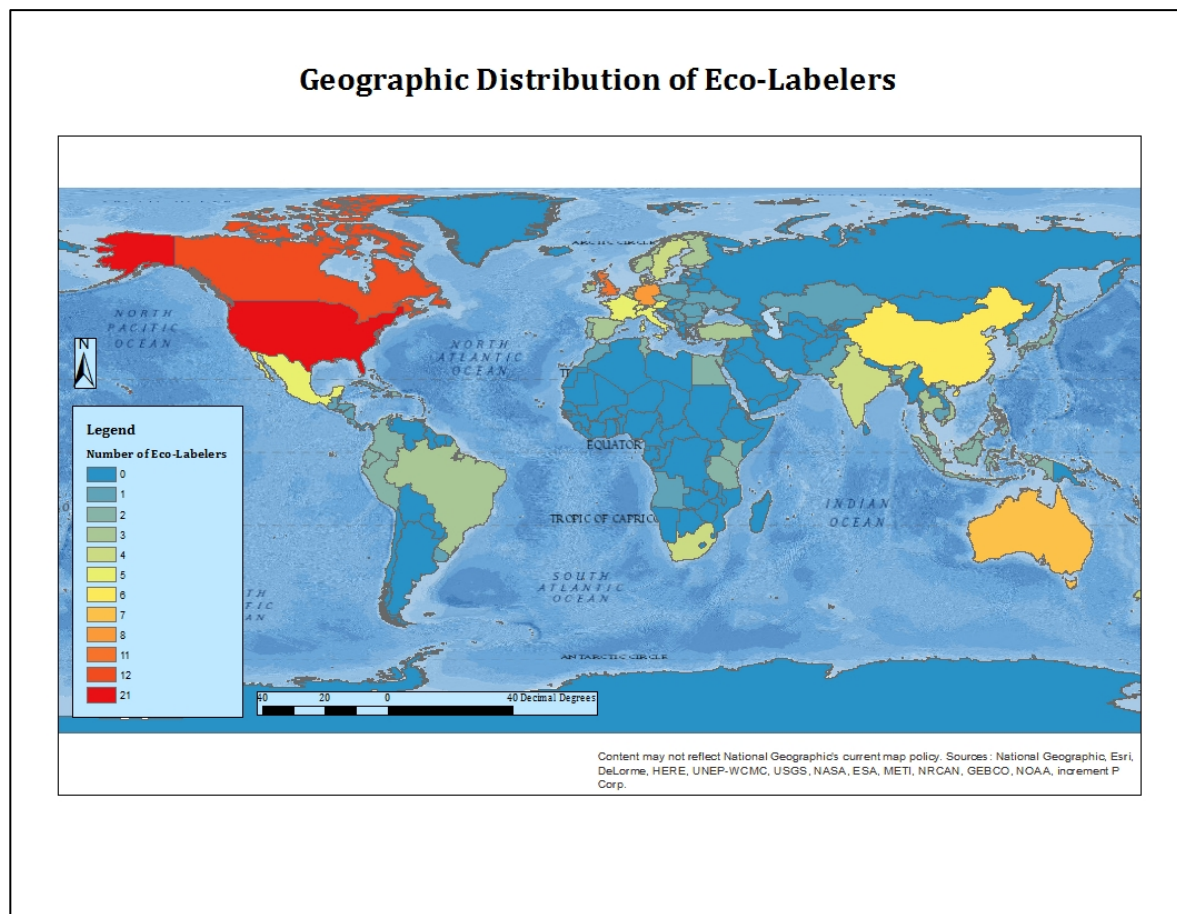 Geographic Distribution of Eco-Labelers
ARCTIC CIRCLE
NORTH
PACIFIC
OCEAN
N
NORTH
ATLANTIC
OCEAN
EQUATOR
TROPIC OF CAPRIC
INDIAN
OCEAN
SOUTH
ATLANTIC
OCEAN
ANTARCTIC CIRCLE
Legend
Number of Eco-Labelers
0
1
2
3
4
5
6
7
8
11
12
21
40 20 0 40 Decimal Degrees
Content may not reflect National Geographic's current map policy. Sources: National Geographic, Esri,
DeLorme, HERE, UNEP-WCMC, USGS, NASA, ESA, METI, NRCAN, GEBCO, NOAA, increment P
Corp.